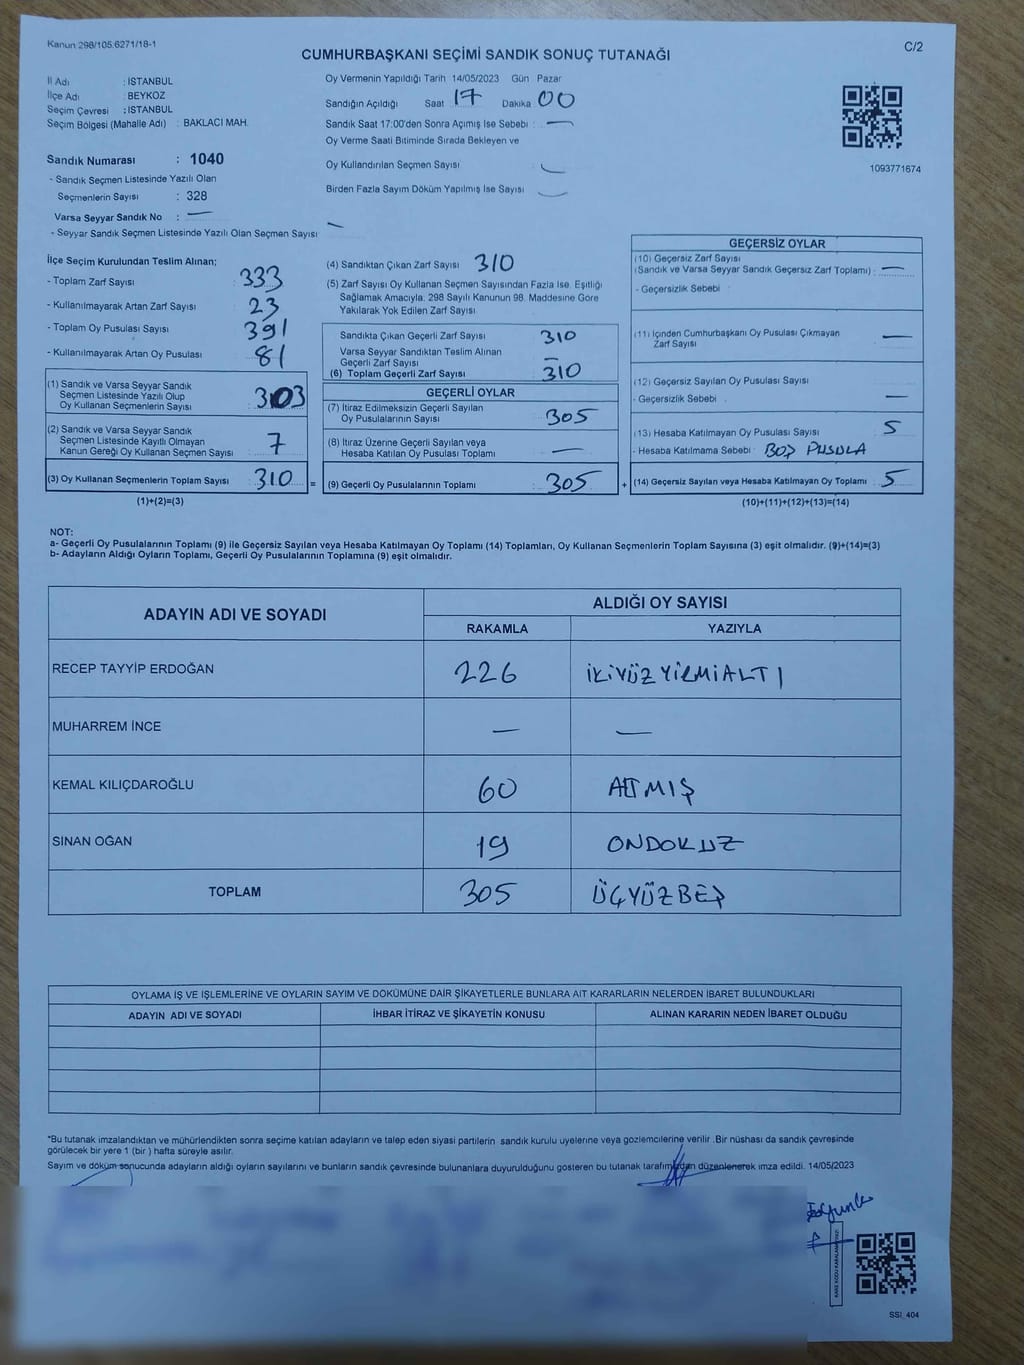 Kanun 298/105.6271/18-1
C/2
CUMHURBAŞKANI SEÇİMİ SANDIK SONUÇ TUTANAĞI
İl Adı : İSTANBUL
İlçe Adı : BEYKOZ
Seçim Çevresi : İSTANBUL
Seçim Bölgesi (Mahalle Adı) : BAKLACI MAH.
Sandık Numarası : 1040
- Sandık Seçmen Listesinde Yazılı Olan
Seçmenlerin Sayısı : 328
Varsa Seyyar Sandık No : —
- Seyyar Sandık Seçmen Listesinde Yazılı Olan Seçmen Sayısı: —
Oy Vermenin Yapıldığı Tarih 14/05/2023 Gün Pazar
Sandığın Açıldığı Saat 17 Dakika 00
Sandık Saat 17:00'den Sonra Açımış İse Sebebi : —
Oy Verme Saati Bitiminde Sırada Bekleyen ve
Oy Kullandırılan Seçmen Sayısı —
Birden Fazla Sayım Döküm Yapılmış İse Sayısı —
1093771674
İlçe Seçim Kurulundan Teslim Alınan;
- Toplam Zarf Sayısı : 333
- Kullanılmayarak Artan Zarf Sayısı : 23
- Toplam Oy Pusulası Sayısı : 391
- Kullanılmayarak Artan Oy Pusulası : 81
(1) Sandık ve Varsa Seyyar Sandık
Seçmen Listesinde Yazılı Olup
Oy Kullanan Seçmenlerin Sayısı : 303
(2) Sandık ve Varsa Seyyar Sandık
Seçmen Listesinde Kayıtlı Olmayan
Kanun Gereği Oy Kullanan Seçmen Sayısı : 7
(3) Oy Kullanan Seçmenlerin Toplam Sayısı : 310 =
(1)+(2)=(3)
(4) Sandıktan Çıkan Zarf Sayısı : 310
(5) Zarf Sayısı Oy Kullanan Seçmen Sayısından Fazla İse, Eşitliği
Sağlamak Amacıyla, 298 Sayılı Kanunun 98. Maddesine Göre
Yakılarak Yok Edilen Zarf Sayısı
Sandıkta Çıkan Geçerli Zarf Sayısı : 310
Varsa Seyyar Sandıktan Teslim Alınan
Geçerli Zarf Sayısı : —
(6) Toplam Geçerli Zarf Sayısı : 310
GEÇERLİ OYLAR
(7) İtiraz Edilmeksizin Geçerli Sayılan
Oy Pusulalarının Sayısı : 305
(8) İtiraz Üzerine Geçerli Sayılan veya
Hesaba Katılan Oy Pusulası Toplamı : —
(9) Geçerli Oy Pusulalarının Toplamı : 305 +
GEÇERSİZ OYLAR
(10) Geçersiz Zarf Sayısı
(Sandık ve Varsa Seyyar Sandık Geçersiz Zarf Toplamı) : —
- Geçersizlik Sebebi :
(11) İçinden Cumhurbaşkanı Oy Pusulası Çıkmayan
Zarf Sayısı : —
(12) Geçersiz Sayılan Oy Pusulası Sayısı :
- Geçersizlik Sebebi : —
(13) Hesaba Katılmayan Oy Pusulası Sayısı : 5
- Hesaba Katılmama Sebebi : BOŞ PUSULA
(14) Geçersiz Sayılan veya Hesaba Katılmayan Oy Toplamı : 5
(10)+(11)+(12)+(13)=(14)
NOT:
a- Geçerli Oy Pusulalarının Toplamı (9) ile Geçersiz Sayılan veya Hesaba Katılmayan Oy Toplamı (14) Toplamları, Oy Kullanan Seçmenlerin Toplam Sayısına (3) eşit olmalıdır. (9)+(14)=(3)
b- Adayların Aldığı Oyların Toplamı, Geçerli Oy Pusulalarının Toplamına (9) eşit olmalıdır.
ADAYIN ADI VE SOYADI
ALDIĞI OY SAYISI
RAKAMLA YAZIYLA
RECEP TAYYİP ERDOĞAN 226 İKİYÜZYİRMİALTI
MUHARREM İNCE — —
KEMAL KILIÇDAROĞLU 60 ALTMIŞ
SİNAN OĞAN 19 ONDOKUZ
TOPLAM 305 ÜÇYÜZBEŞ
OYLAMA İŞ VE İŞLEMLERİNE VE OYLARIN SAYIM VE DÖKÜMÜNE DAİR ŞİKAYETLERLE BUNLARA AİT KARARLARIN NELERDEN İBARET BULUNDUKLARI
ADAYIN ADI VE SOYADI İHBAR İTİRAZ VE ŞİKAYETİN KONUSU ALINAN KARARIN NEDEN İBARET OLDUĞU
*Bu tutanak imzalandıktan ve mühürlendikten sonra seçime katılan adayların ve talep eden siyasi partilerin sandık kurulu üyelerine veya gözlemcilerine verilir .Bir nüshası da sandık çevresinde
görülecek bir yere 1 (bir ) hafta süreyle asılır.
Sayım ve döküm sonucunda adayların aldığı oyların sayılarını ve bunların sandık çevresinde bulunanlara duyurulduğunu gösteren bu tutanak tarafımızdan düzenlenerek imza edildi. 14/05/2023
SSI_404